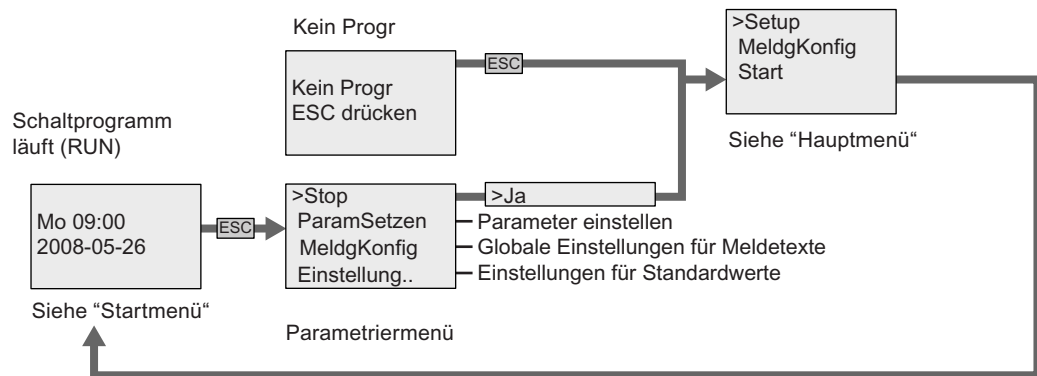 Kein Progr
Kein Progr
ESC drücken
ESC
>Setup
MeldgKonfig
Start
Siehe “Hauptmenü“
Schaltprogramm
läuft (RUN)
Mo 09:00
2008-05-26
Siehe “Startmenü“
ESC
>Stop
ParamSetzen
MeldgKonfig
Einstellung..
>Ja
Parameter einstellen
Globale Einstellungen für Meldetexte
Einstellungen für Standardwerte
Parametriermenü